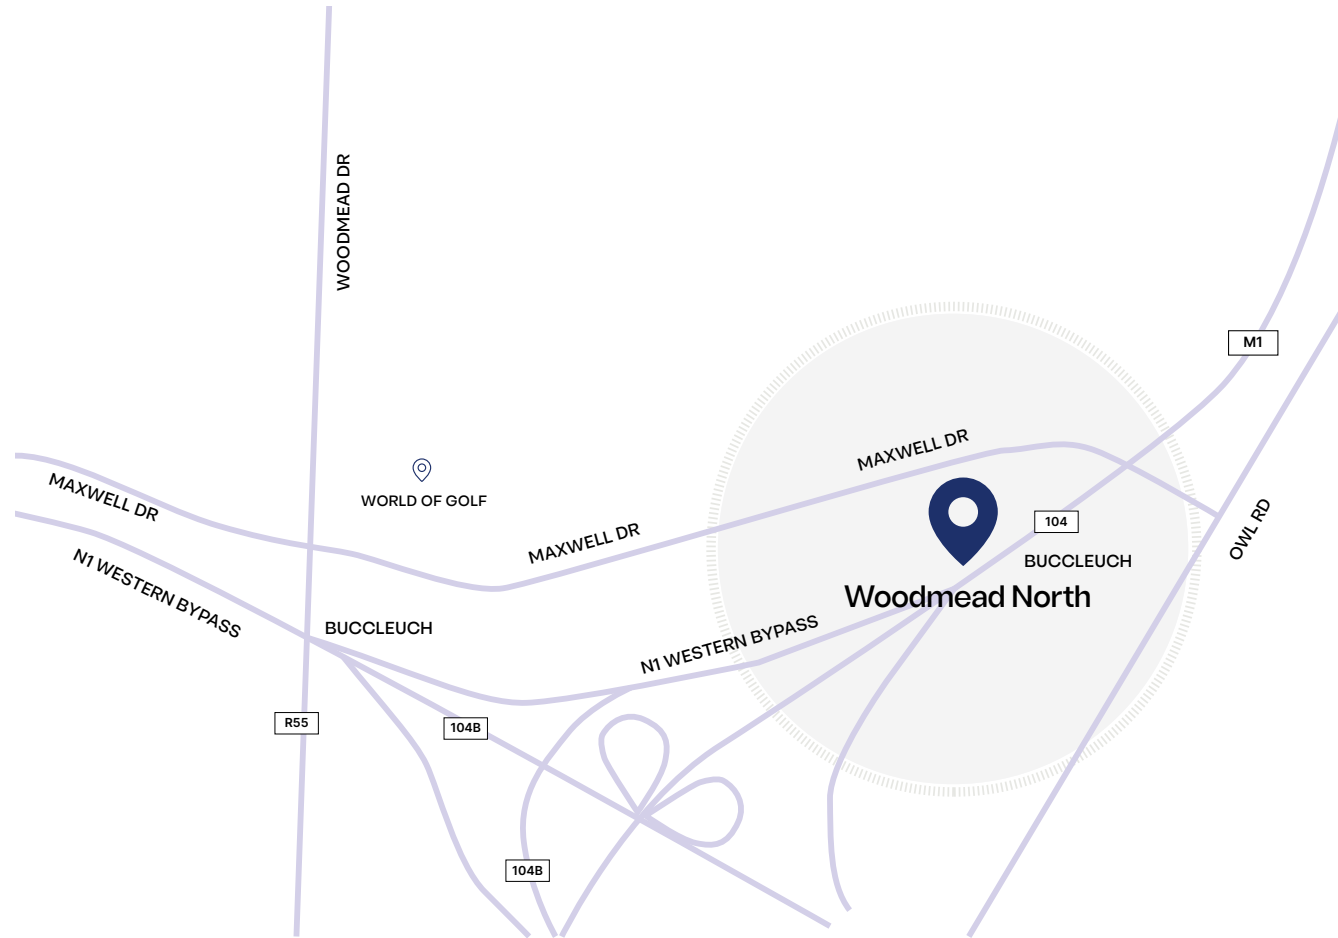 WOODMEAD DR
M1
MAXWELL DR
WORLD OF GOLF
MAXWELL DR
MAXWELL DR
104
OWL RD
BUCCLEUCH
N1 WESTERN BYPASS
Woodmead North
BUCCLEUCH
N1 WESTERN BYPASS
R55
104B
104B